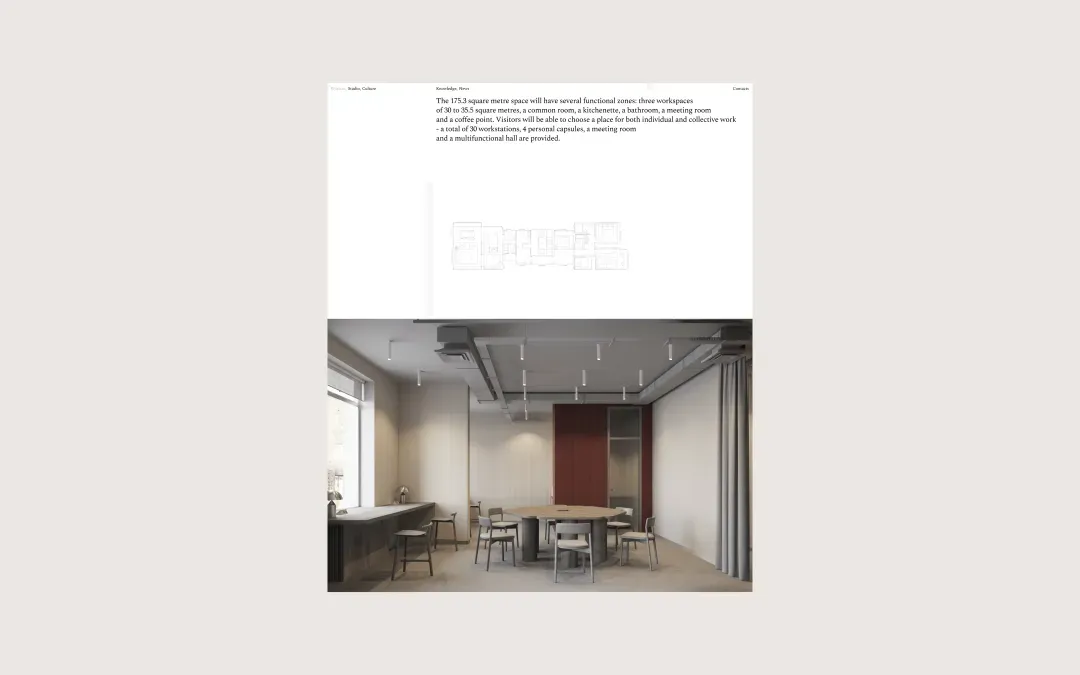 Studio, Culture
Knowledge, News
Contacts
The 175.3 square metre space will have several functional zones: three workspaces
of 30 to 35.5 square metres, a common room, a kitchenette, a bathroom, a meeting room
and a coffee point. Visitors will be able to choose a place for both individual and collective work
- a total of 30 workstations, 4 personal capsules, a meeting room
and a multifunctional hall are provided.